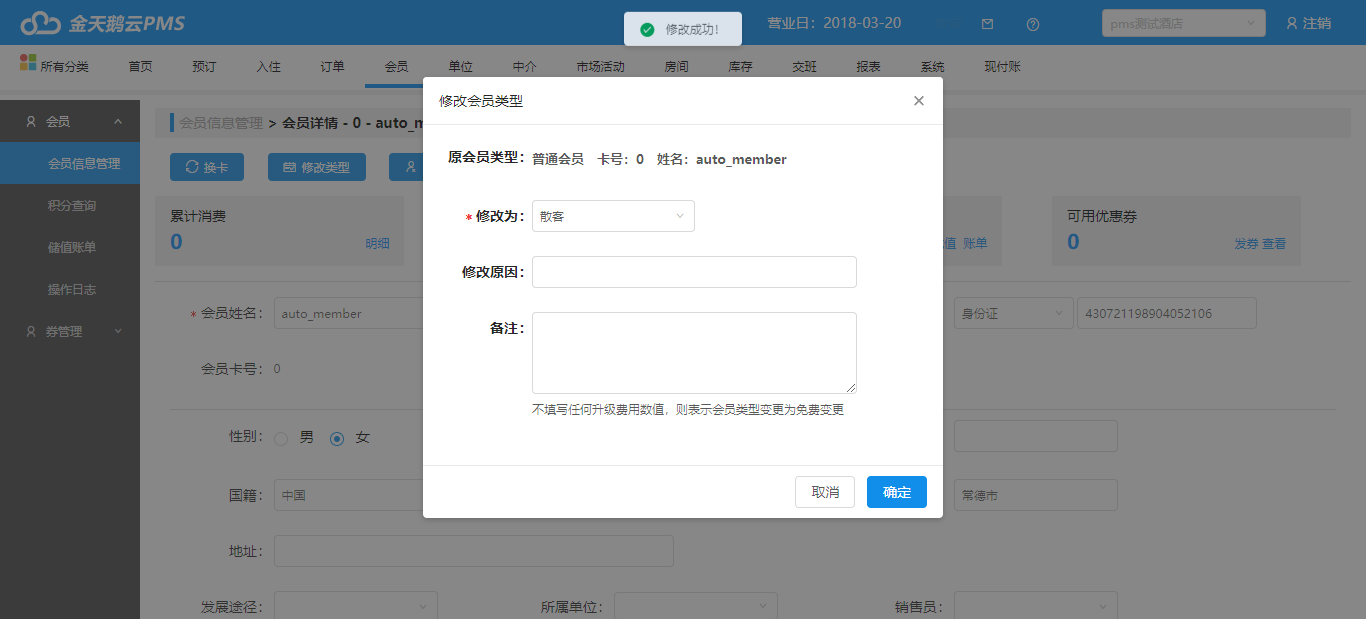 金天鹅云PMS
修改成功!
营业日：2018-03-20
pms测试酒店
注销
所有分类 首页 预订 入住 订单 会员 单位 中介 市场活动 房间 库存 交班 报表 系统 现付账
会员
会员信息管理
积分查询
储值账单
操作日志
券管理
会员信息管理 > 会员详情 - 0 - auto_m
换卡 修改类型
累计消费
0 明细
值 账单
可用优惠券
0 发券 查看
* 会员姓名： auto_member
身份证 430721198904052106
会员卡号： 0
性别： 男 女
国籍： 中国
常德市
地址：
发展途径： 所属单位： 销售员：
修改会员类型
原会员类型： 普通会员 卡号：0 姓名：auto_member
* 修改为： 散客
修改原因：
备注：
不填写任何升级费用数值，则表示会员类型变更为免费变更
取消 确定